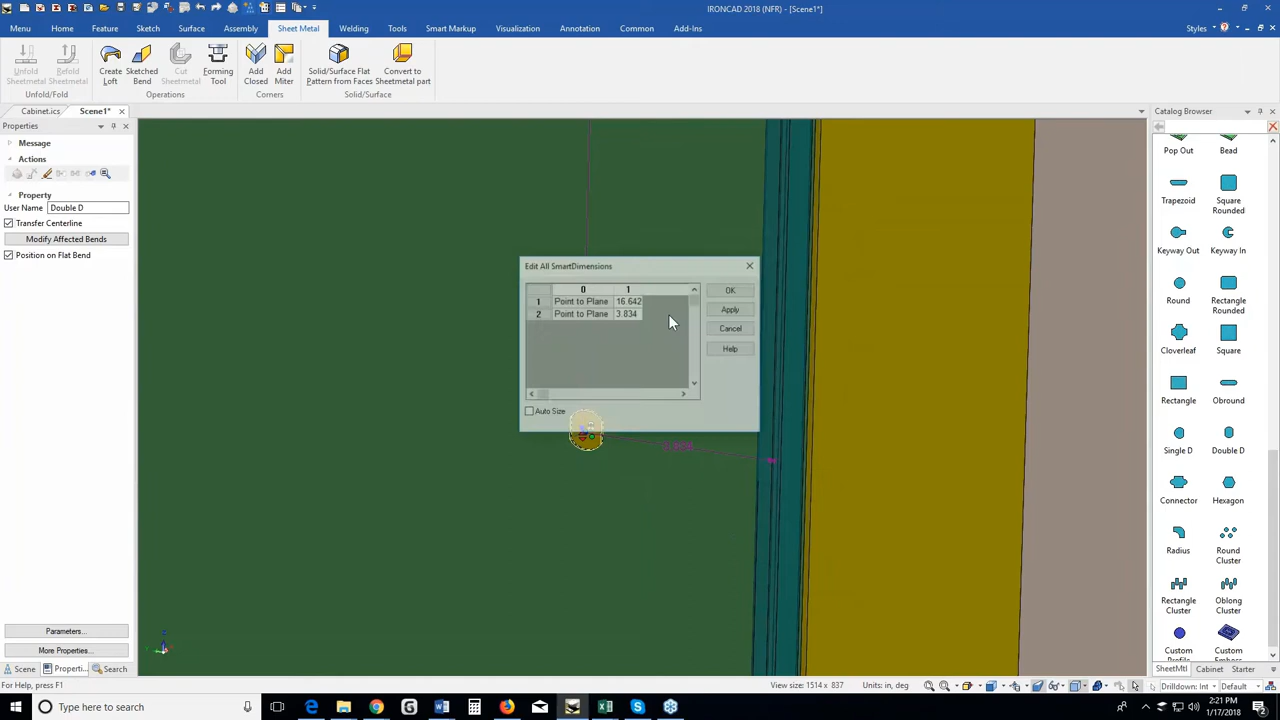 IRONCAD 2018 (NFR) - [Scene1*]
Menu Home Feature Sketch Surface Assembly Sheet Metal Welding Tools Smart Markup Visualization Annotation Common Add-Ins Styles
Unfold Sheetmetal
Refold Sheetmetal
Create Loft
Sketched Bend
Cut Sheetmetal
Forming Tool
Add Closed
Add Miter
Solid/Surface Flat Pattern from Faces
Convert to Sheetmetal part
Unfold/Fold Operations Corners Solid/Surface
Cabinet.ics Scene1*
Properties
Message
Actions
Property
User Name Double D
Transfer Centerline
Modify Affected Bends
Position on Flat Bend
Parameters...
More Properties...
Scene Properti... Search
Edit All SmartDimensions
0 1
1 Point to Plane 16.642
2 Point to Plane 3.834
OK
Apply
Cancel
Help
Auto Size
Catalog Browser
Pop Out Bead
Trapezoid Square Rounded
Keyway Out Keyway In
Round Rectangle Rounded
Cloverleaf Square
Rectangle Obround
Single D Double D
Connector Hexagon
Radius Round Cluster
Rectangle Cluster Oblong Cluster
Custom Profile Custom Emboss
SheetMtl Cabinet Starter
For Help, press F1
View size: 1514 x 837 Units: in, deg
Drilldown: Int
Default
Type here to search
2:21 PM
1/17/2018